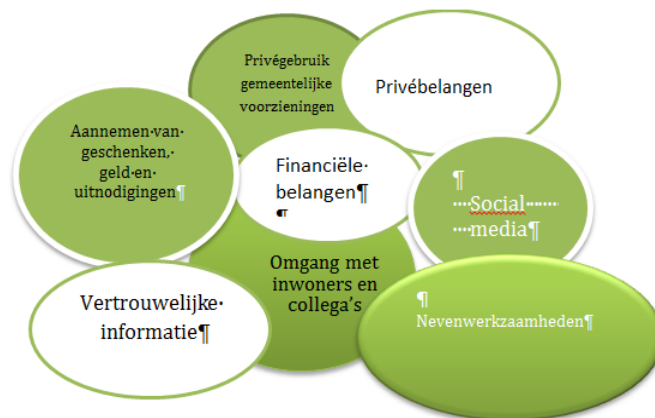 Privégebruik
gemeentelijke
voorzieningen
Privébelangen
Aannemen·van·
geschenken,·
geld·en·
uitnodigingen¶
Financiële·
belangen¶
¶
¶
····Social·······
····media¶
Omgang met
inwoners en
collega's
Vertrouwelijke·
informatie¶
¶
Nevenwerkzaamheden¶